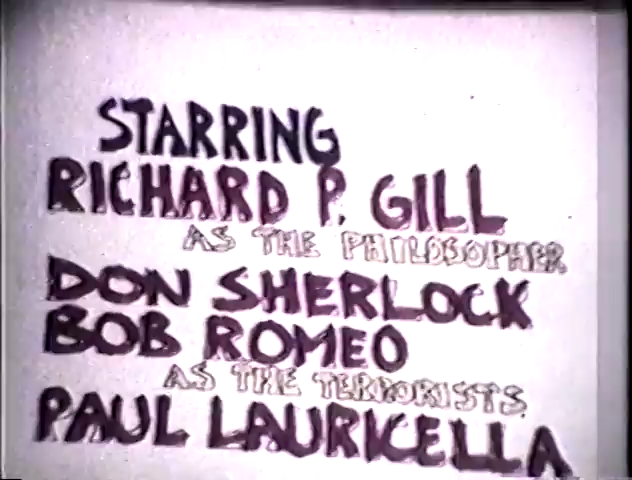 STARRING
RICHARD P. GILL
AS THE PHILOSOPHER
DON SHERLOCK
BOB ROMEO
AS THE TERRORISTS
PAUL LAURICELLA